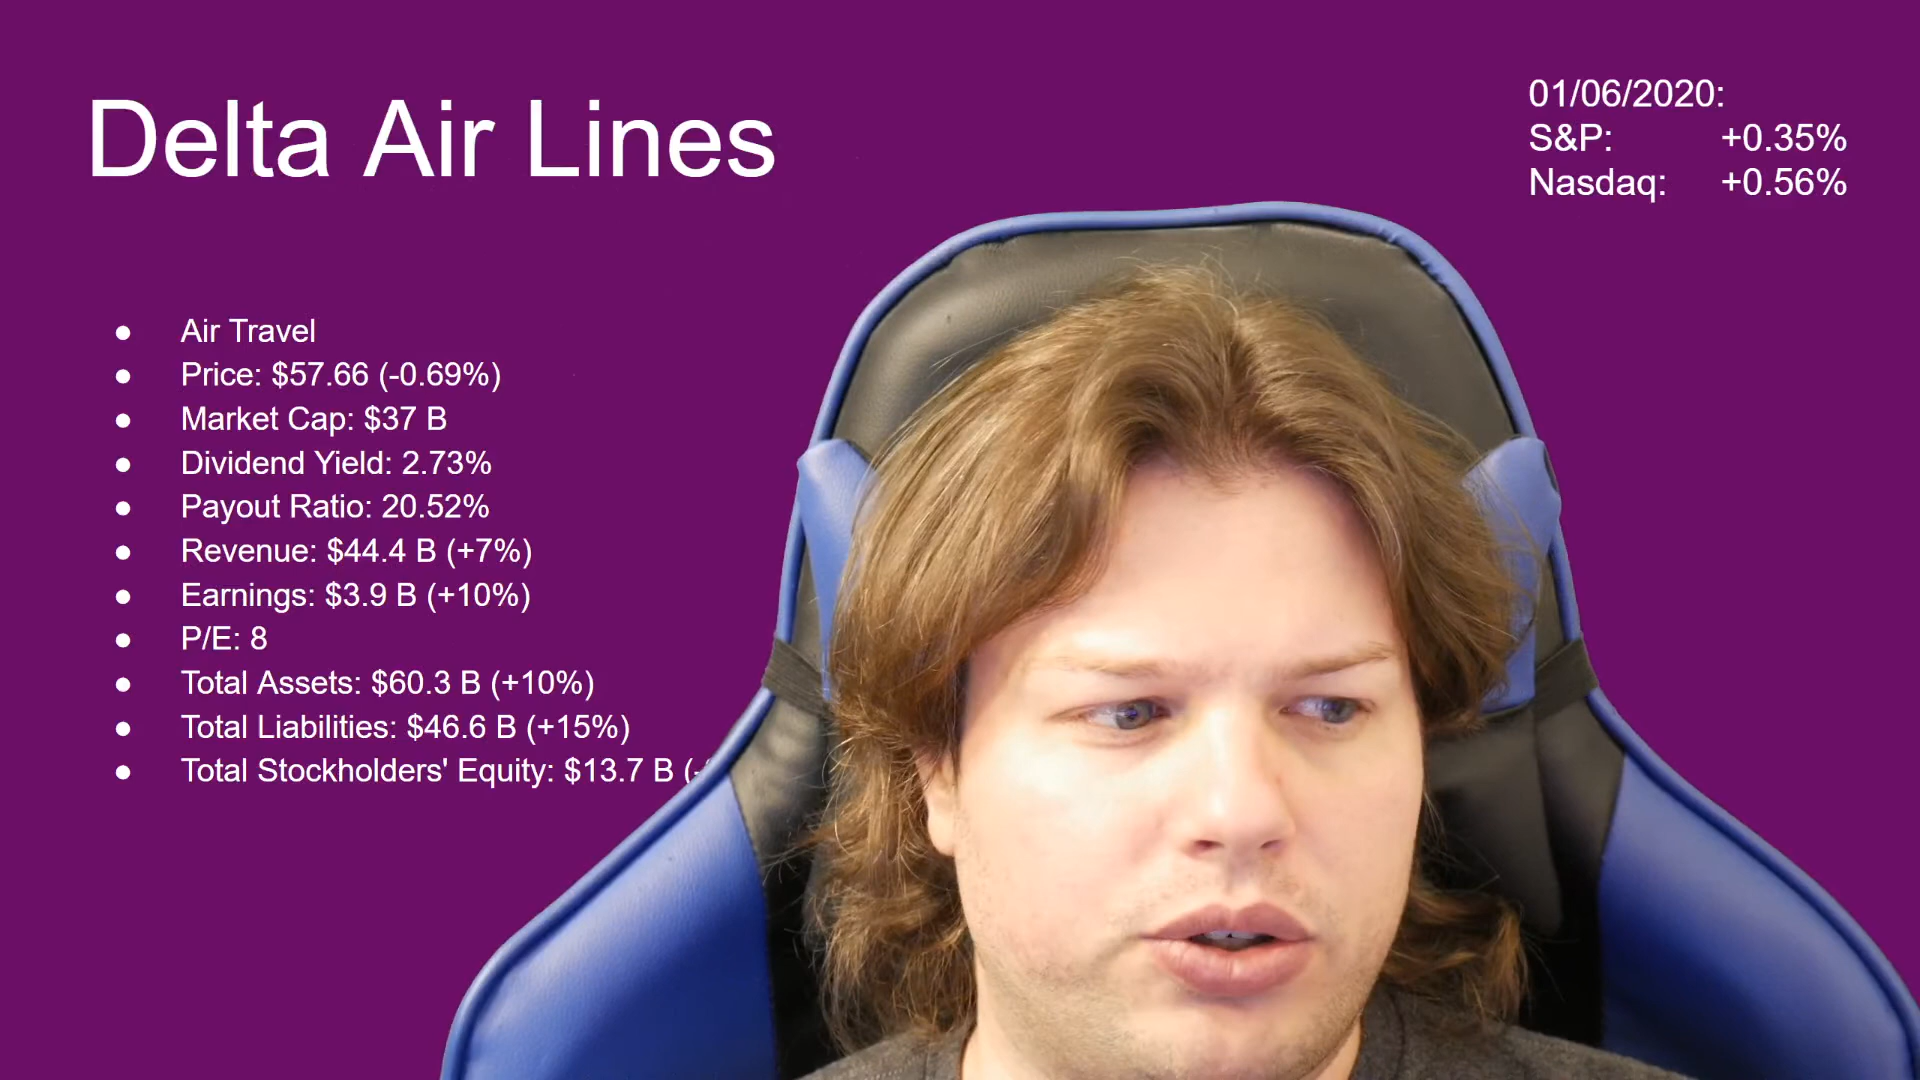 Delta Air Lines
01/06/2020:
S&P: +0.35%
Nasdaq: +0.56%
● Air Travel
● Price: $57.66 (-0.69%)
● Market Cap: $37 B
● Dividend Yield: 2.73%
● Payout Ratio: 20.52%
● Revenue: $44.4 B (+7%)
● Earnings: $3.9 B (+10%)
● P/E: 8
● Total Assets: $60.3 B (+10%)
● Total Liabilities: $46.6 B (+15%)
● Total Stockholders' Equity: $13.7 B (-